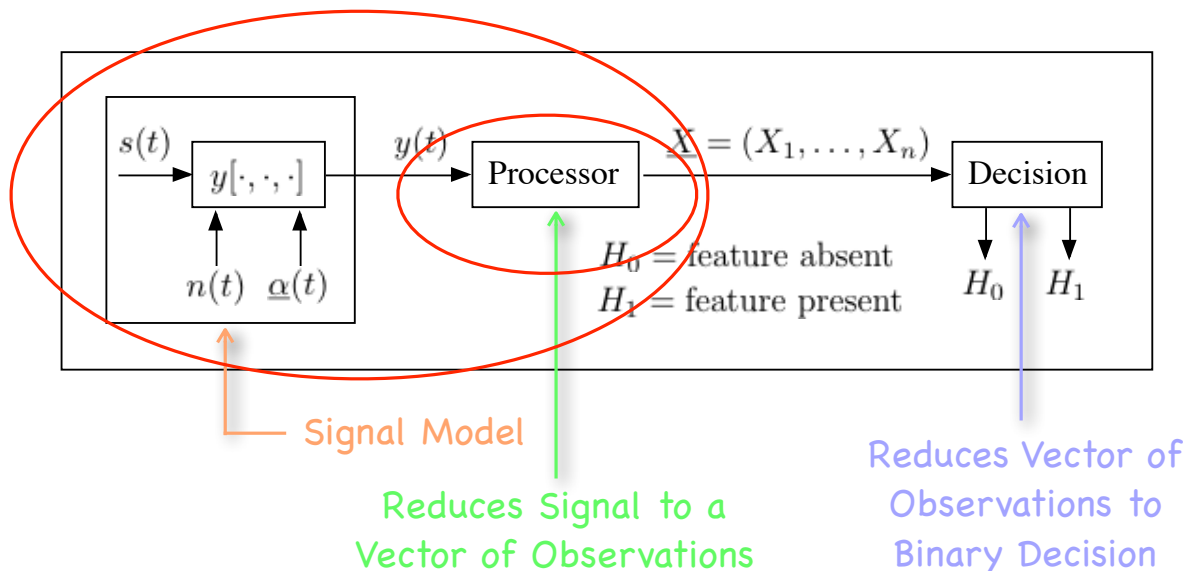 s(t)
y[·, ·, ·]
n(t) α(t)
y(t)
Processor
X = (X₁, . . . , Xₙ)
Decision
H₀ = feature absent
H₁ = feature present
H₀ H₁
Signal Model
Reduces Signal to a
Vector of Observations
Reduces Vector of
Observations to
Binary Decision